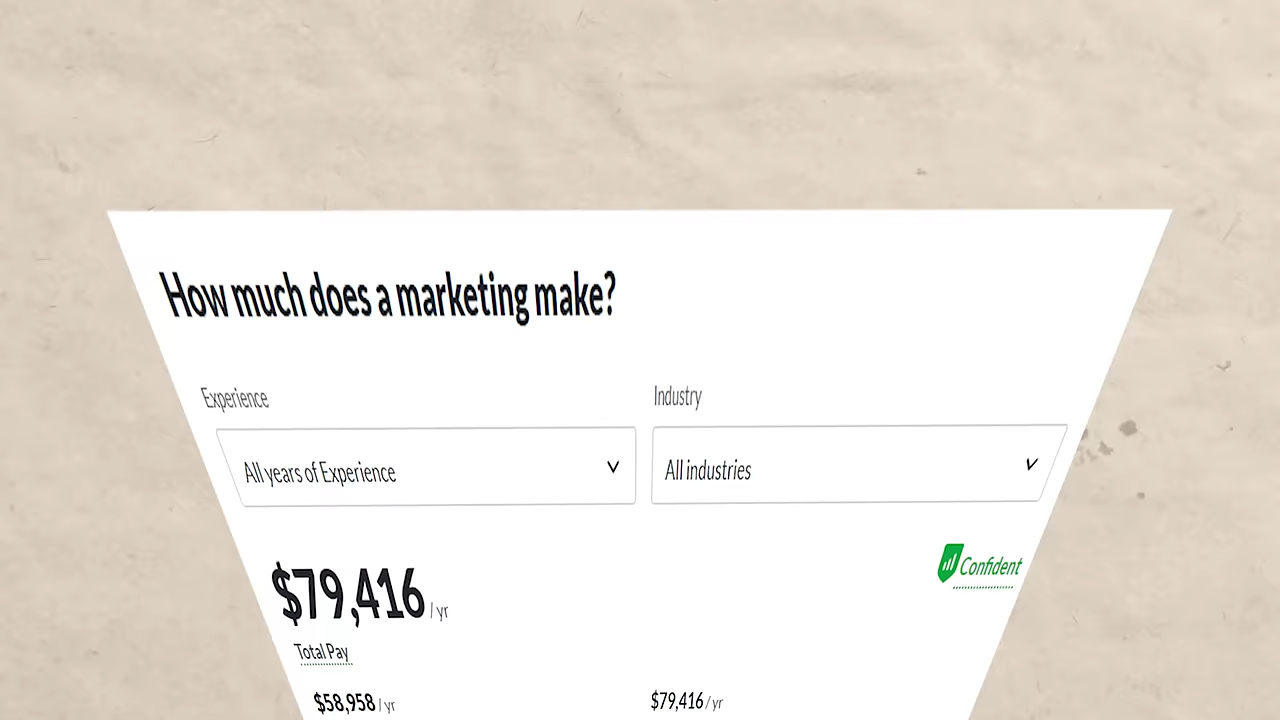 How much does a marketing make?
Experience Industry
All years of Experience All industries
$79,416 / yr
Confident
Total Pay
$58,958 / yr $79,416 / yr